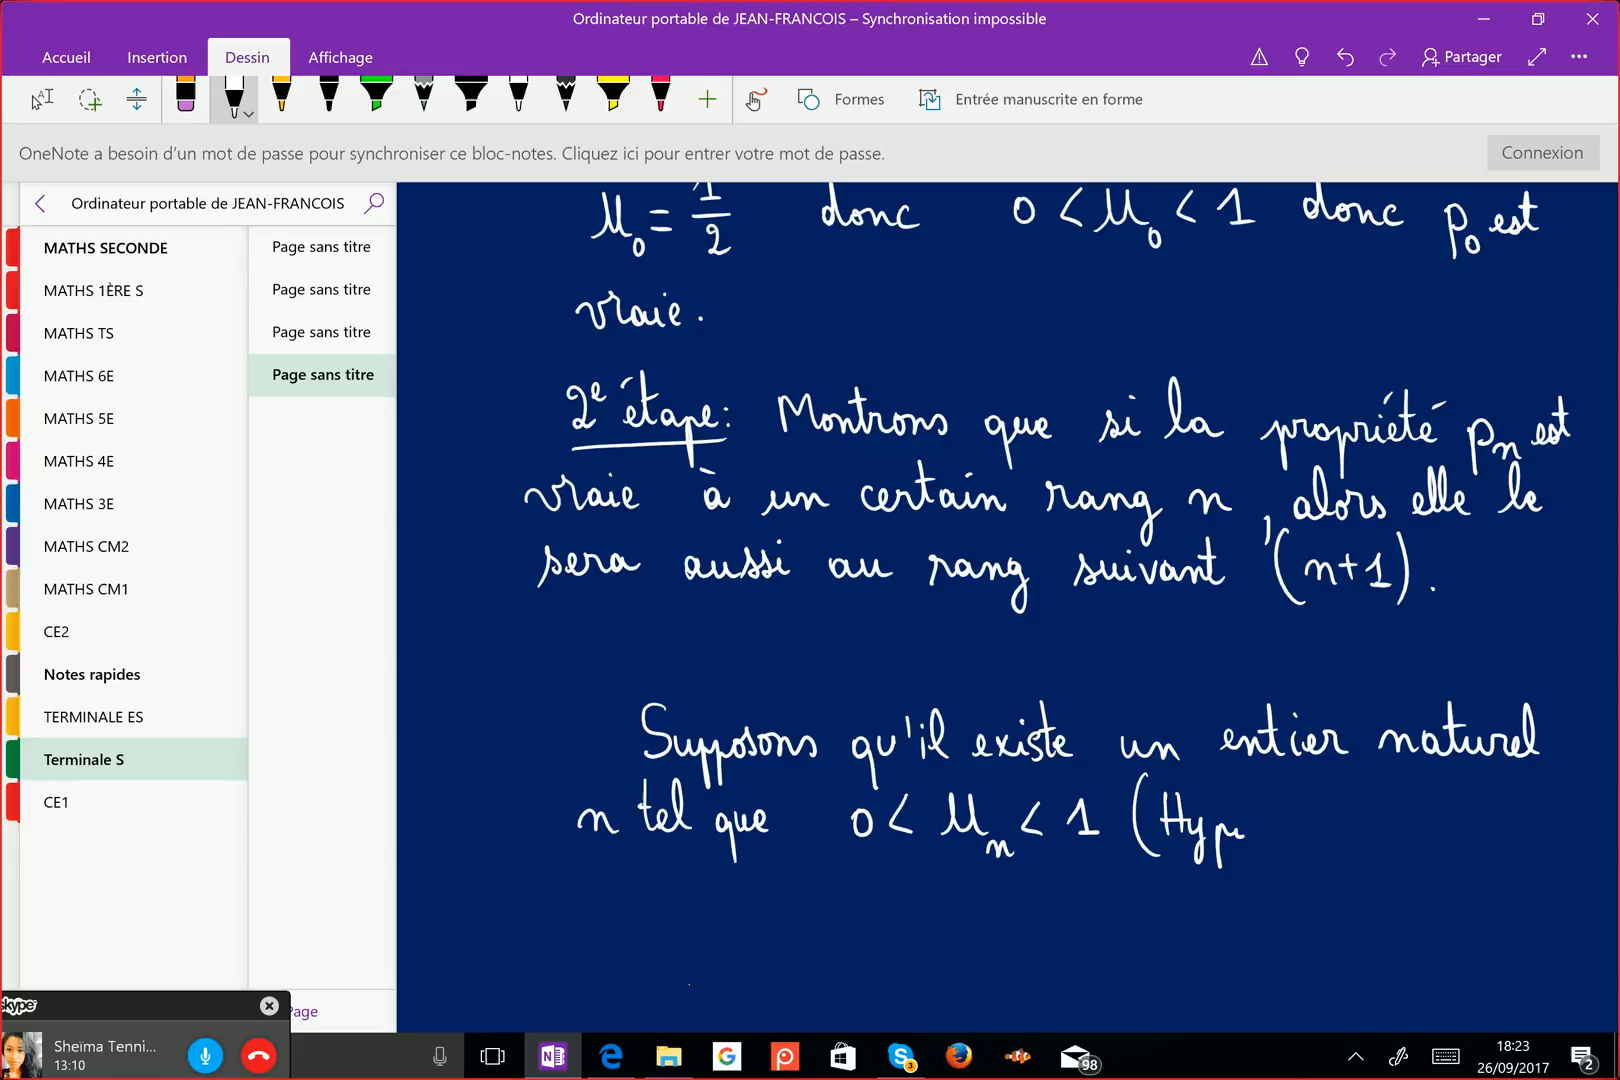 Ordinateur portable de JEAN-FRANCOIS – Synchronisation impossible
Accueil Insertion Dessin Affichage Partager
Formes Entrée manuscrite en forme
OneNote a besoin d’un mot de passe pour synchroniser ce bloc-notes. Cliquez ici pour entrer votre mot de passe. Connexion
Ordinateur portable de JEAN-FRANCOIS
MATHS SECONDE
MATHS 1ÈRE S
MATHS TS
MATHS 6E
MATHS 5E
MATHS 4E
MATHS 3E
MATHS CM2
MATHS CM1
CE2
Notes rapides
TERMINALE ES
Terminale S
CE1
Page sans titre
Page sans titre
Page sans titre
Page sans titre
Page
u₀ = 1/2 donc 0 < u₀ < 1 donc p₀ est
vraie.
2e étape: Montrons que si la propriété pₙ est
vraie à un certain rang n, alors elle le
sera aussi au rang suivant, (n+1).
Supposons qu'il existe un entier naturel
n tel que 0 < uₙ < 1 (Hyp
skype
Sheïma Tenni...
13:10
98
3
18:23
26/09/2017
2